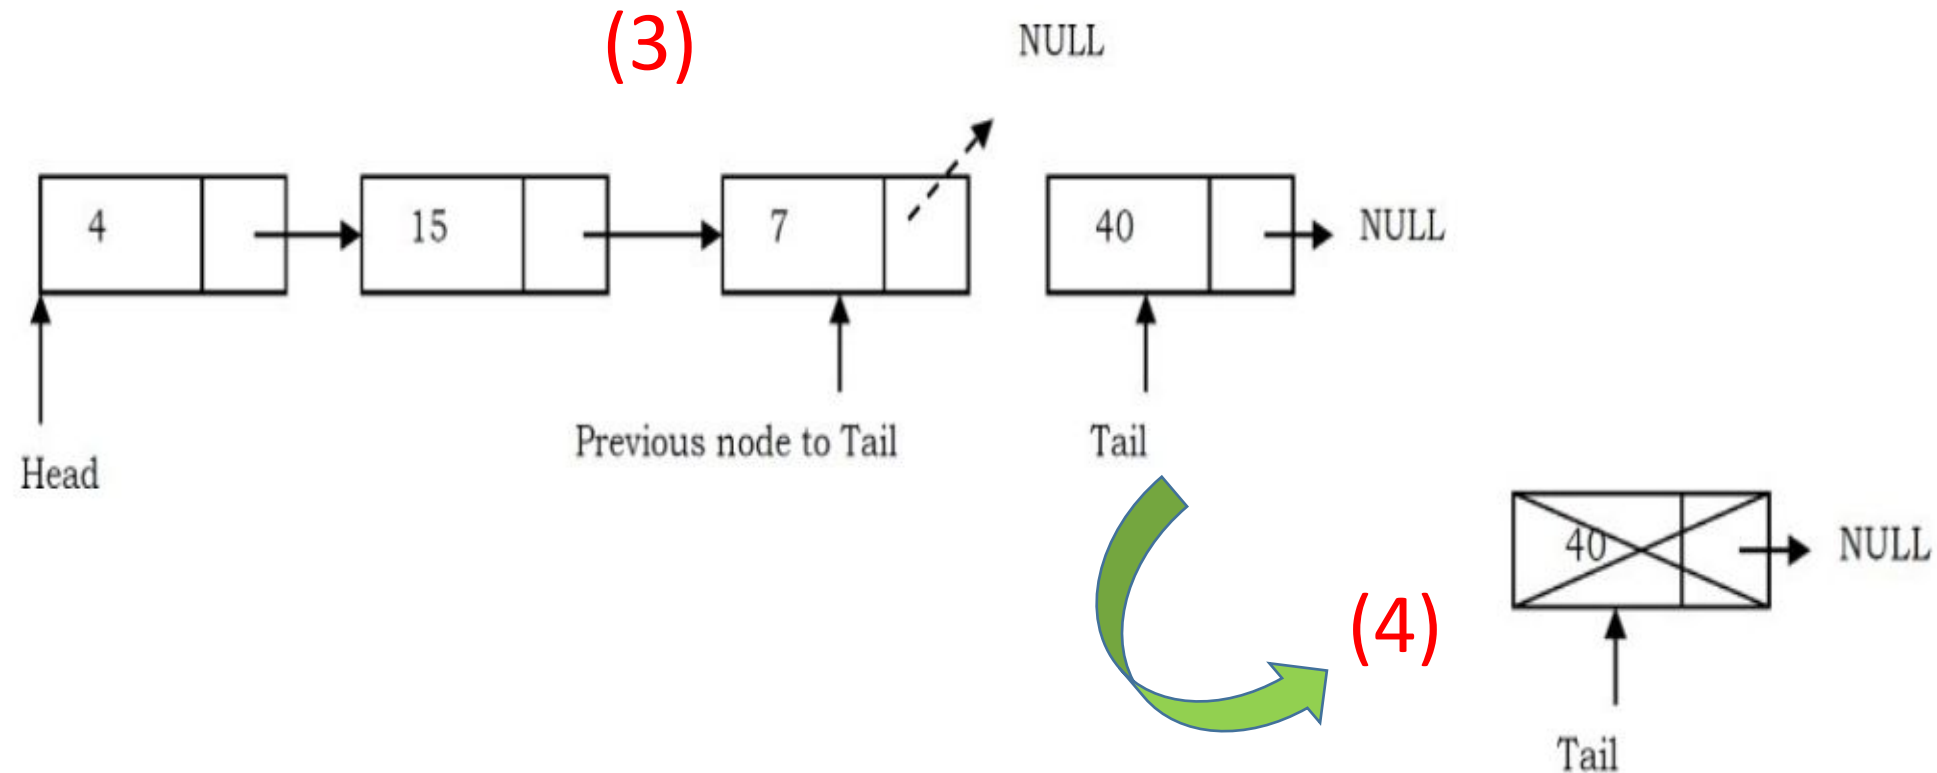 (3)
NULL
4
15
7
40
NULL
Head
Previous node to Tail
Tail
40
NULL
(4)
Tail